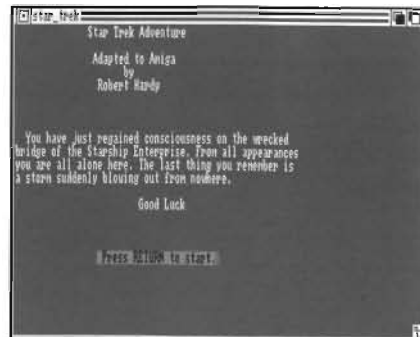 star_trek
Star Trek Adventure
Adapted to Amiga
by
Robert Hardy
You have just regained consciousness on the wrecked
bridge of the Starship Enterprise. From all appearances
you are all alone here. The last thing you remember is
a storm suddenly blowing out from nowhere.
Good Luck
Press RETURN to start.